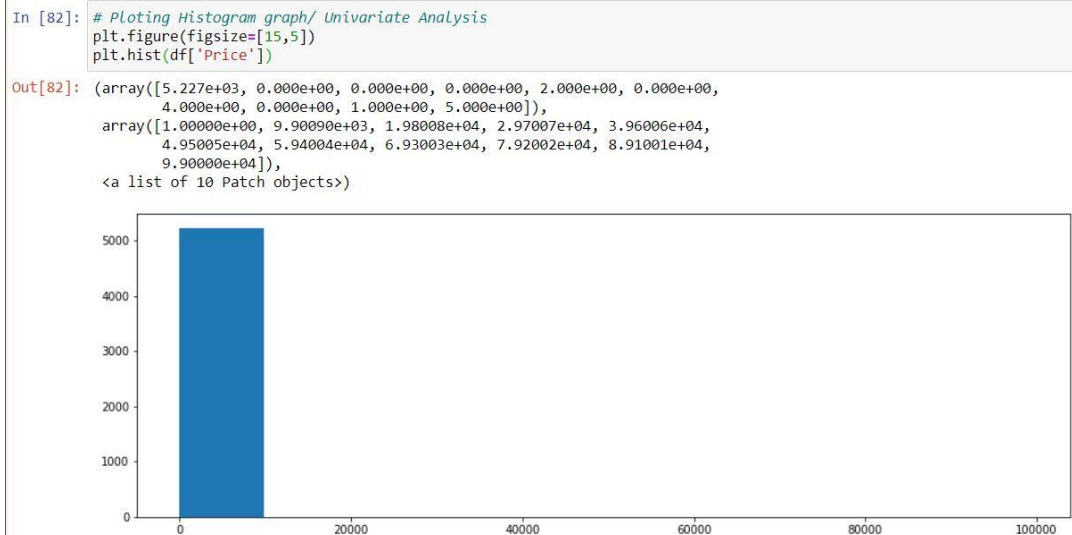 In [82]: # Ploting Histogram graph/ Univariate Analysis
plt.figure(figsize=[15,5])
plt.hist(df['Price'])
Out[82]: (array([5.227e+03, 0.000e+00, 0.000e+00, 0.000e+00, 2.000e+00, 0.000e+00,
4.000e+00, 0.000e+00, 1.000e+00, 5.000e+00]),
array([1.00000e+00, 9.90090e+03, 1.98008e+04, 2.97007e+04, 3.96006e+04,
4.95005e+04, 5.94004e+04, 6.93003e+04, 7.92002e+04, 8.91001e+04,
9.90000e+04]),
<a list of 10 Patch objects>)
5000
4000
3000
2000
1000
0
0 20000 40000 60000 80000 100000